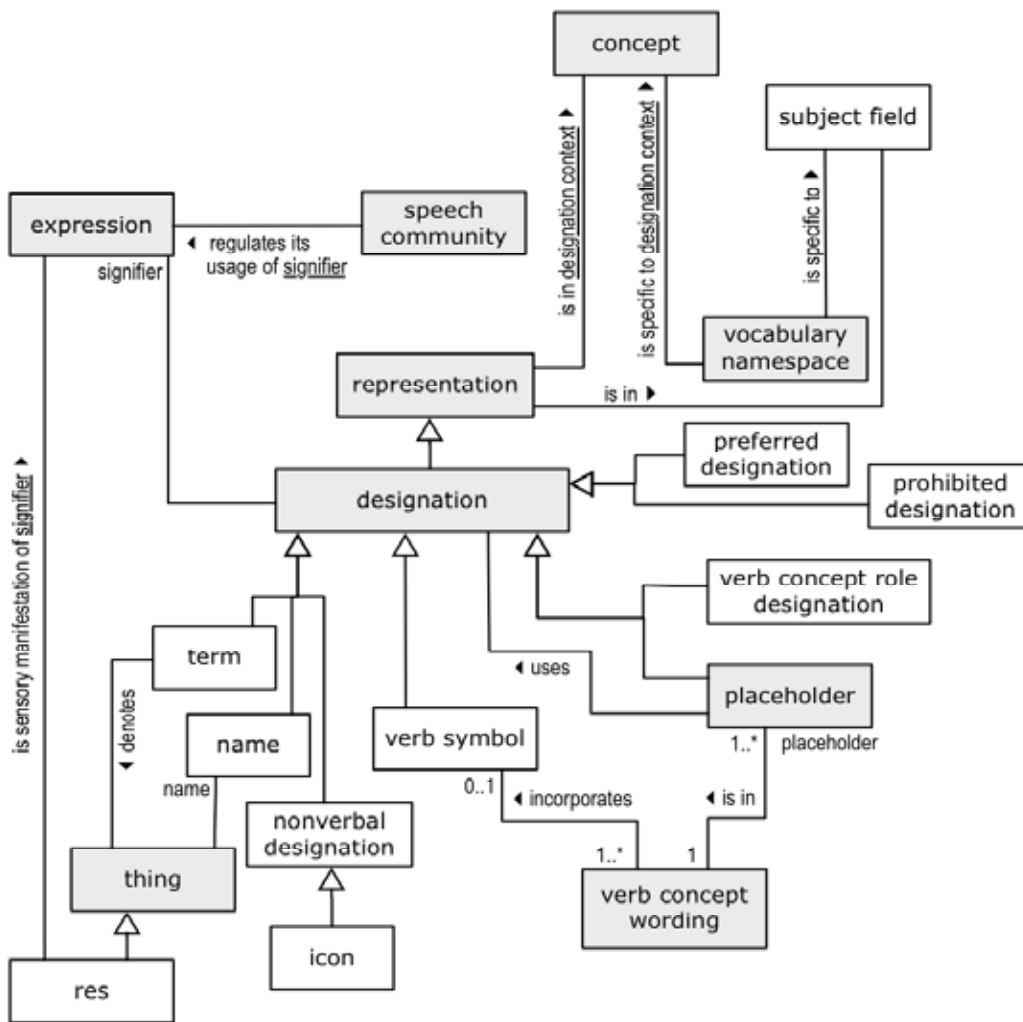 concept
subject field
is in designation context ►
is specific to designation context ►
is specific to ►
expression
speech
community
◄ regulates its
usage of signifier
signifier
vocabulary
namespace
representation
is in ►
preferred
designation
prohibited
designation
designation
is sensory manifestation of signifier ►
verb concept role
designation
term
◄ uses
placeholder
◄ denotes
name
verb symbol
1..*
placeholder
name
0..1
◄ incorporates
◄ is in
nonverbal
designation
1..*
1
thing
verb concept
wording
icon
res